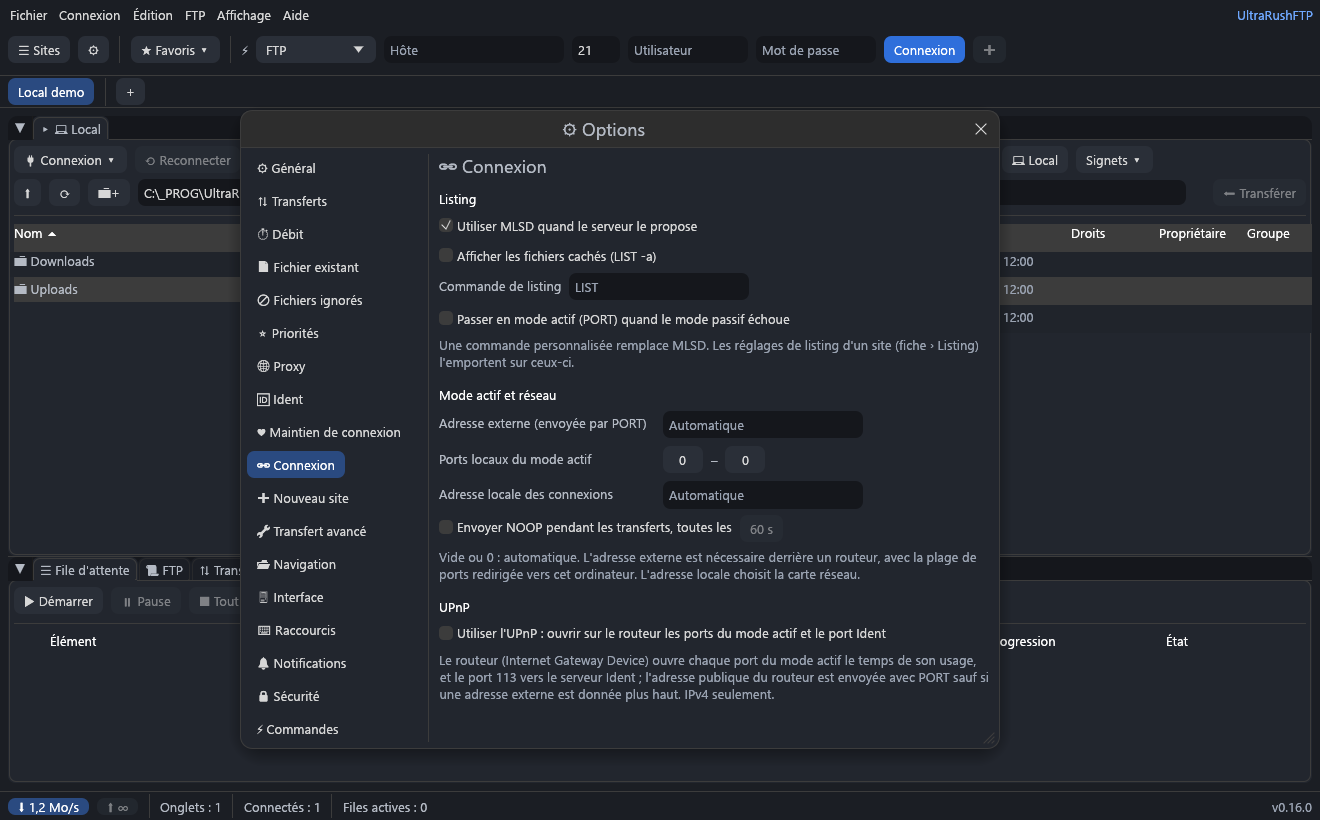 Fichier Connexion Édition FTP Affichage Aide UltraRushFTP
Sites Favoris FTP Hôte 21 Utilisateur Mot de passe Connexion +
Local demo +
Local
Options
Connexion Reconnecter
Local Signets
C:\_PROG\UltraR
Transférer
Nom
Droits Propriétaire Groupe
Downloads
12:00
Uploads
12:00
12:00
Général
Transferts
Débit
Fichier existant
Fichiers ignorés
Priorités
Proxy
Ident
Maintien de connexion
Connexion
Nouveau site
Transfert avancé
Navigation
Interface
Raccourcis
Notifications
Sécurité
Commandes
Connexion
Listing
Utiliser MLSD quand le serveur le propose
Afficher les fichiers cachés (LIST -a)
Commande de listing LIST
Passer en mode actif (PORT) quand le mode passif échoue
Une commande personnalisée remplace MLSD. Les réglages de listing d'un site (fiche › Listing)
l'emportent sur ceux-ci.
Mode actif et réseau
Adresse externe (envoyée par PORT) Automatique
Ports locaux du mode actif 0 – 0
Adresse locale des connexions Automatique
Envoyer NOOP pendant les transferts, toutes les 60 s
Vide ou 0 : automatique. L'adresse externe est nécessaire derrière un routeur, avec la plage de
ports redirigée vers cet ordinateur. L'adresse locale choisit la carte réseau.
UPnP
Utiliser l'UPnP : ouvrir sur le routeur les ports du mode actif et le port Ident
Le routeur (Internet Gateway Device) ouvre chaque port du mode actif le temps de son usage,
et le port 113 vers le serveur Ident ; l'adresse publique du routeur est envoyée avec PORT sauf si
une adresse externe est donnée plus haut. IPv4 seulement.
File d'attente FTP Trans
Démarrer Pause Tout
Élément
ogression État
1,2 Mo/s ∞ Onglets : 1 Connectés : 1 Files actives : 0 v0.16.0